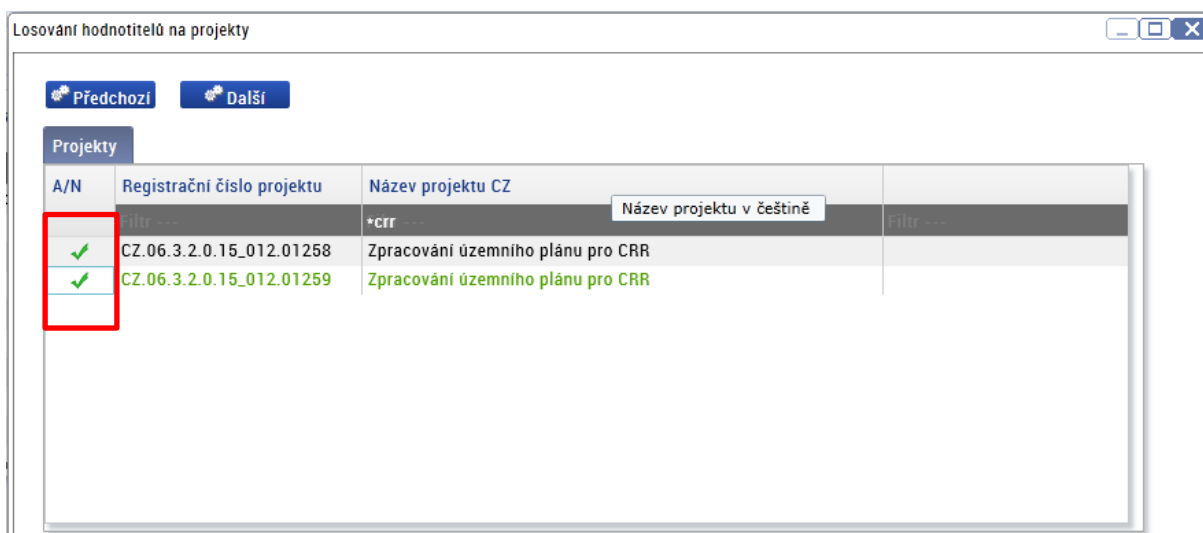 Losování hodnotitelů na projekty
Předchozí Další
Projekty
A/N Registrační číslo projektu Název projektu CZ
Název projektu v češtině
Filtr --- *crr --- Filtr ---
CZ.06.3.2.0.15_012.01258 Zpracování územního plánu pro CRR
CZ.06.3.2.0.15_012.01259 Zpracování územního plánu pro CRR